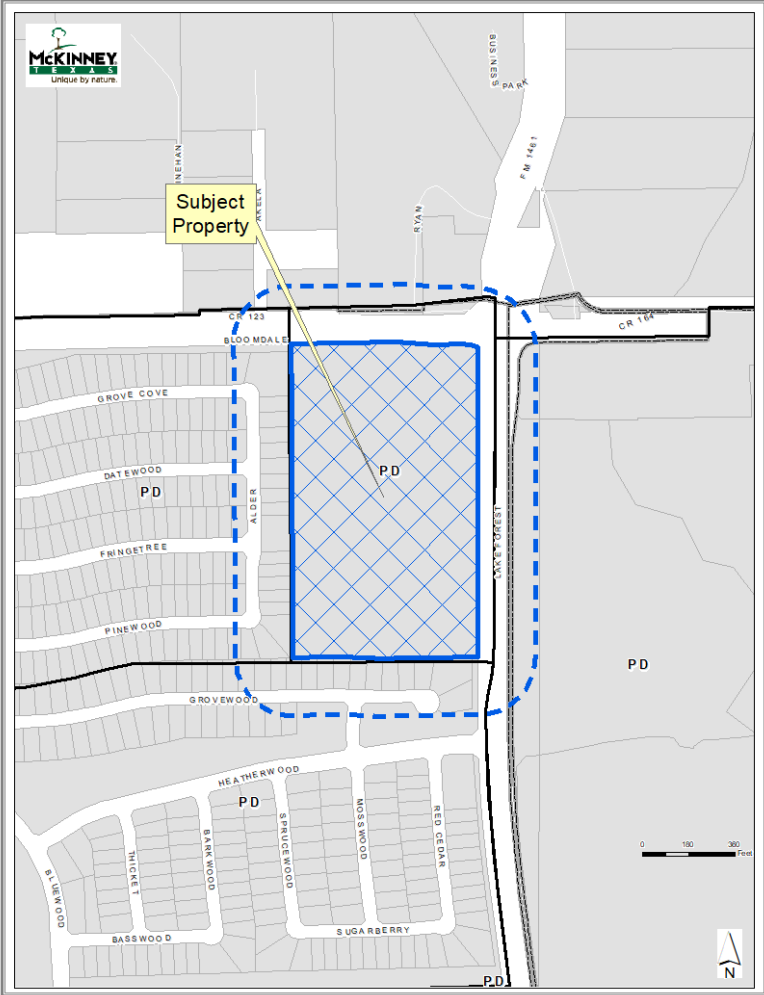 McKINNEY
TEXAS
Unique by nature.
BUSINESS
PARK
FM 1461
NEHAN
AKELA
RYAN
Subject
Property
CR 123
CR 164
BLOOMDALE
GROVE COVE
DATEWOOD
PD
PD
ALDER
FRINGETREE
LAKE FOREST
PINEWOOD
PD
GROVEWOOD
HEATHERWOOD
PD
BLUEWOOD
THICKET
BARKWOOD
SPRUCEWOOD
MOSSWOOD
RED CEDAR
0 180 360
Feet
BASSWOOD
SUGARBERRY
PD
N